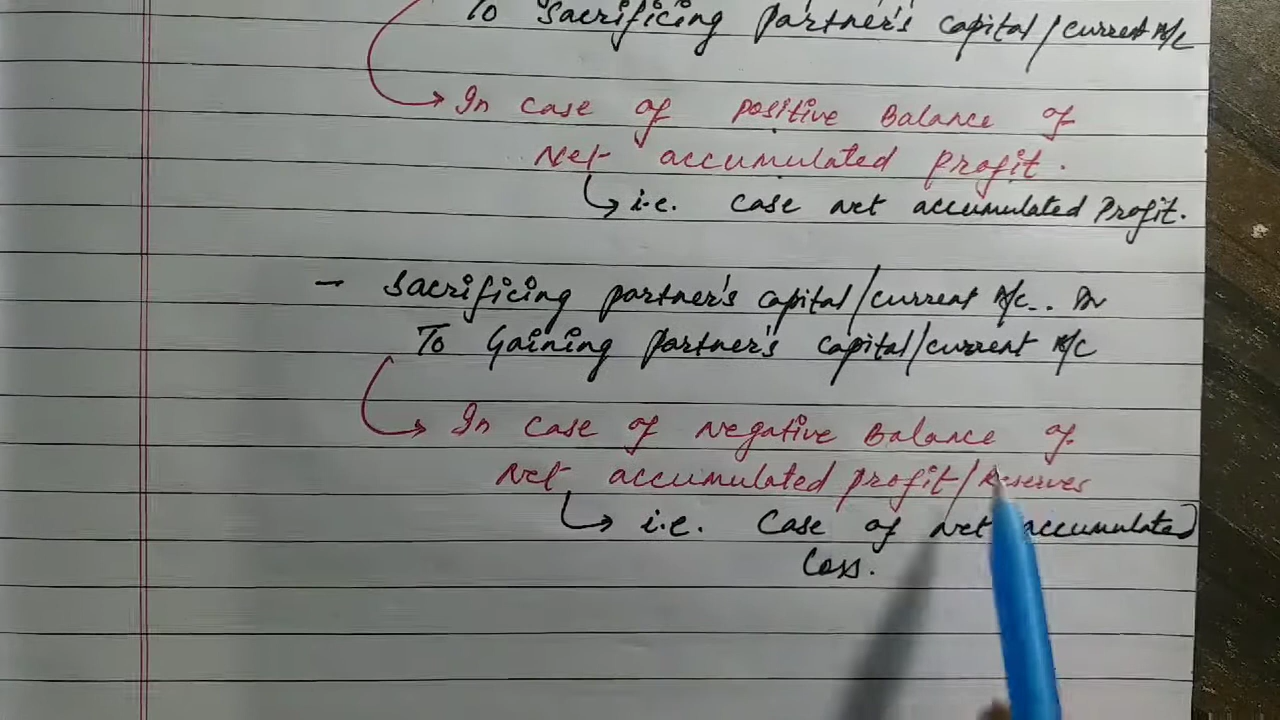 To Sacrificing Partner's capital/current A/c
In case of positive Balance of
Net accumulated Profit.
i.e. case net accumulated Profit.
- Sacrificing partner's capital/current A/c.. Dr
To Gaining Partner's capital/current A/c
In case of negative Balance of
Net accumulated profit/Reserves
i.e. Case of net accumulated
Loss.